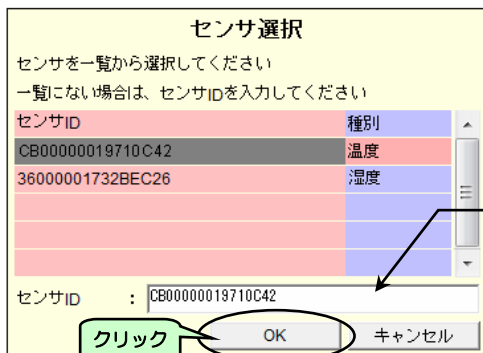 センサ選択
センサを一覧から選択してください
一覧にない場合は、センサIDを入力してください
センサID 種別
CB00000019710C42 温度
36000001732BEC26 湿度
センサID : CB00000019710C42
クリック OK キャンセル